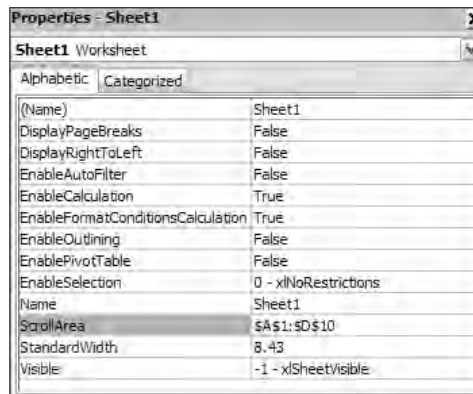 Properties - Sheet1
Sheet1 Worksheet
Alphabetic Categorized
(Name) Sheet1
DisplayPageBreaks False
DisplayRightToLeft False
EnableAutoFilter False
EnableCalculation True
EnableFormatConditionsCalculation True
EnableOutlining False
EnablePivotTable False
EnableSelection 0 - xlNoRestrictions
Name Sheet1
ScrollArea $A$1:$D$10
StandardWidth 8.43
Visible -1 - xlSheetVisible